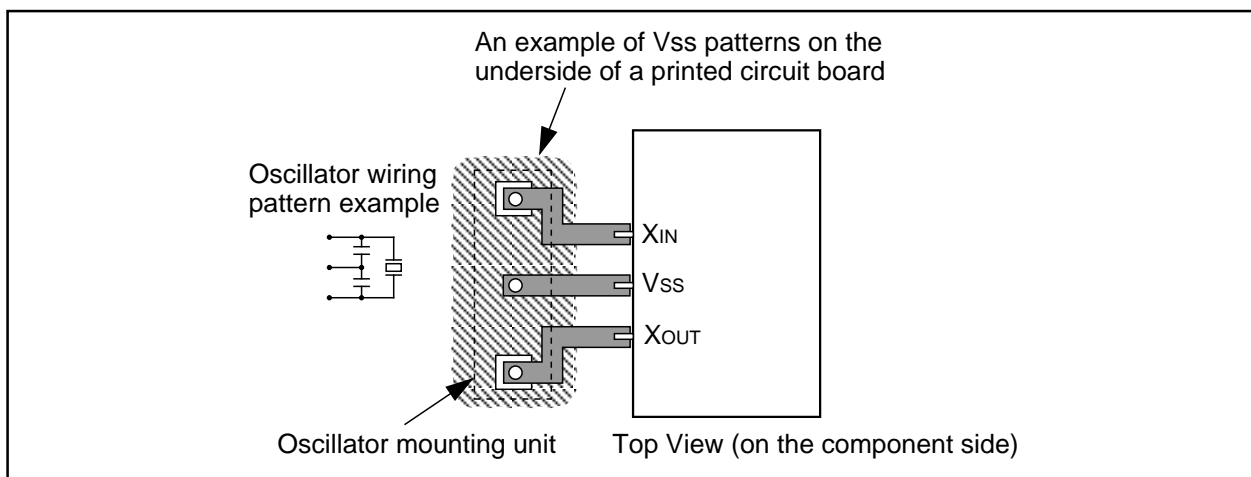 An example of Vss patterns on the
underside of a printed circuit board
Oscillator wiring
pattern example
XIN
VSS
XOUT
Oscillator mounting unit
Top View (on the component side)